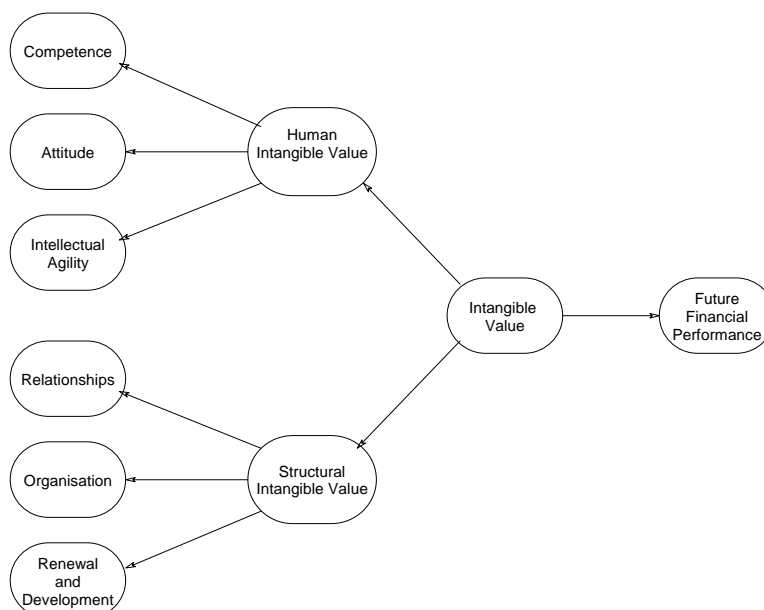 Competence
Attitude
Intellectual
Agility
Human
Intangible Value
Relationships
Organisation
Renewal
and
Development
Structural
Intangible Value
Intangible
Value
Future
Financial
Performance